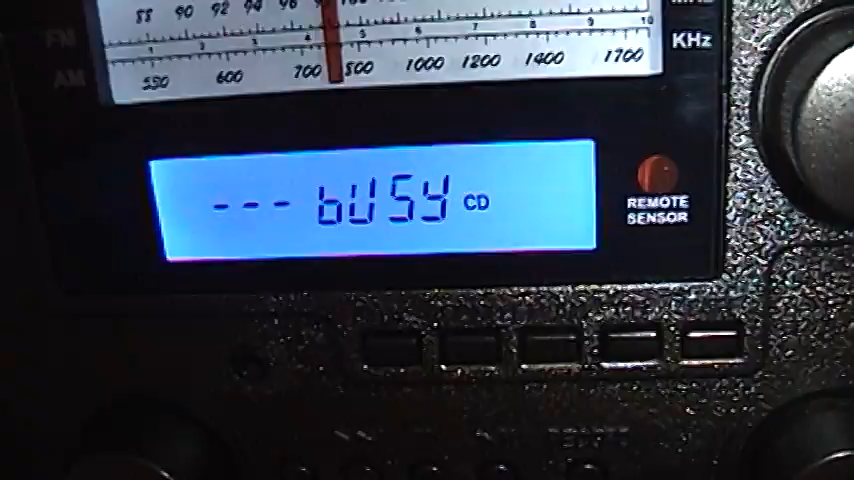 88 90 92 94 96
FM
1 2 3 4 5 6 7 8 9 10
KHz
AM
550 600 700 800 1000 1200 1400 1700
--- bUSY CD
REMOTE
SENSOR